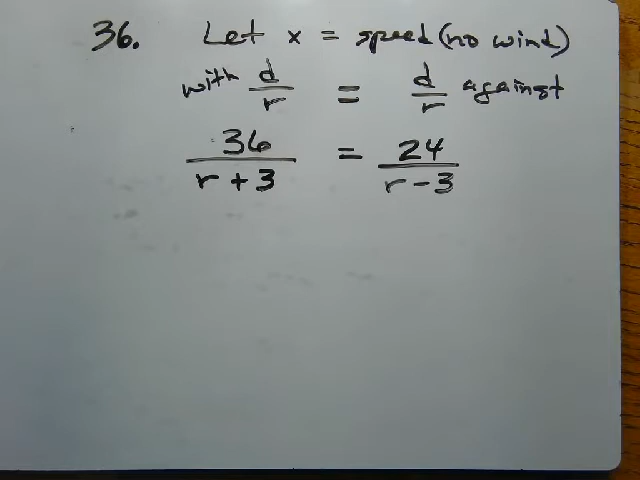 36. Let x = speed (no wind)
with d/r = d/r against
36/(r + 3) = 24/(r - 3)